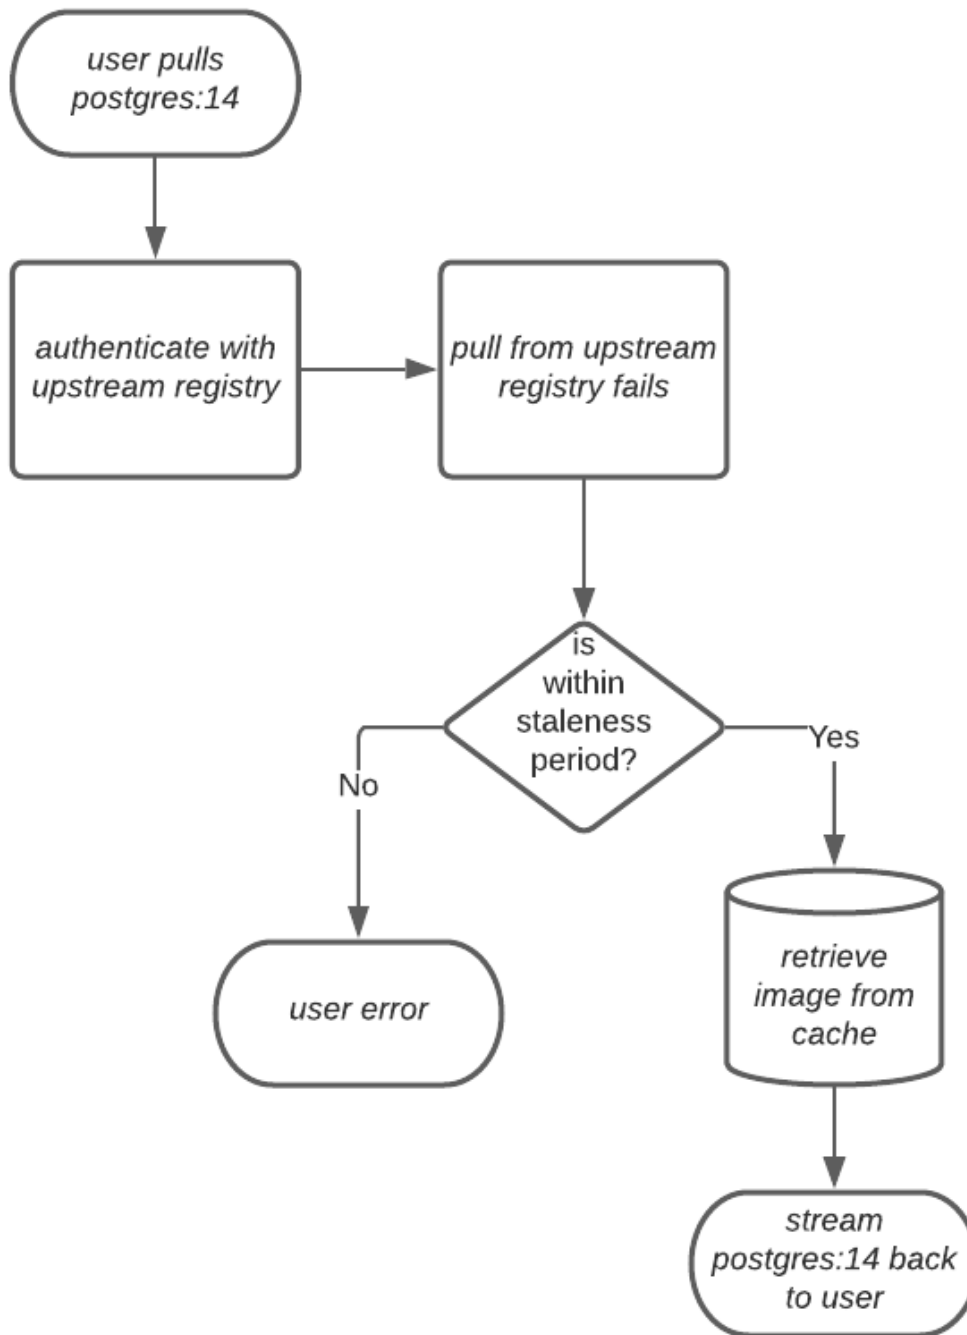 user pulls
postgres:14
authenticate with
upstream registry
pull from upstream
registry fails
is
within
staleness
period?
No
Yes
user error
retrieve
image from
cache
stream
postgres:14 back
to user